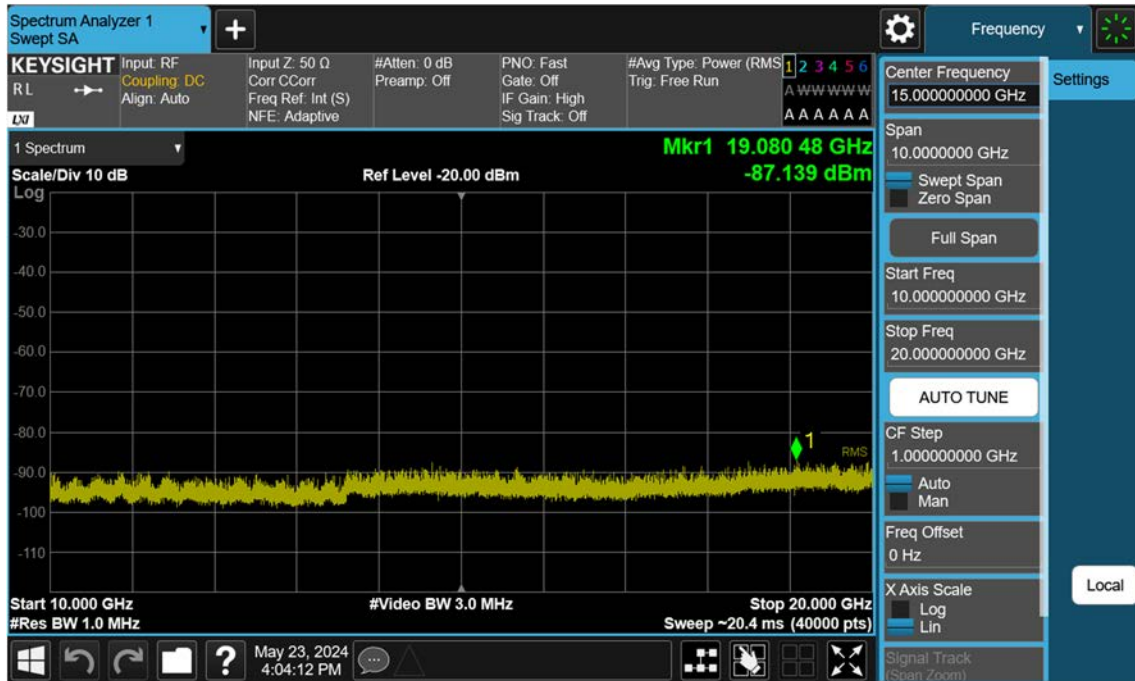 Spectrum Analyzer 1
Swept SA
Frequency
KEYSIGHT
R L
LXI
Input: RF
Coupling: DC
Align: Auto
Input Z: 50 Ω
Corr CCorr
Freq Ref: Int (S)
NFE: Adaptive
#Atten: 0 dB
Preamp: Off
PNO: Fast
Gate: Off
IF Gain: High
Sig Track: Off
#Avg Type: Power (RMS
Trig: Free Run
1 2 3 4 5 6
A W W W W W
A A A A A A
1 Spectrum
Scale/Div 10 dB
Ref Level -20.00 dBm
Mkr1 19.080 48 GHz
-87.139 dBm
Log
-30.0
-40.0
-50.0
-60.0
-70.0
-80.0
-90.0
-100
-110
1
RMS
Start 10.000 GHz
#Video BW 3.0 MHz
Stop 20.000 GHz
#Res BW 1.0 MHz
Sweep ~20.4 ms (40000 pts)
May 23, 2024
4:04:12 PM
Center Frequency
15.000000000 GHz
Settings
Span
10.0000000 GHz
Swept Span
Zero Span
Full Span
Start Freq
10.000000000 GHz
Stop Freq
20.000000000 GHz
AUTO TUNE
CF Step
1.000000000 GHz
Auto
Man
Freq Offset
0 Hz
X Axis Scale
Log
Lin
Local
Signal Track
(Span Zoom)